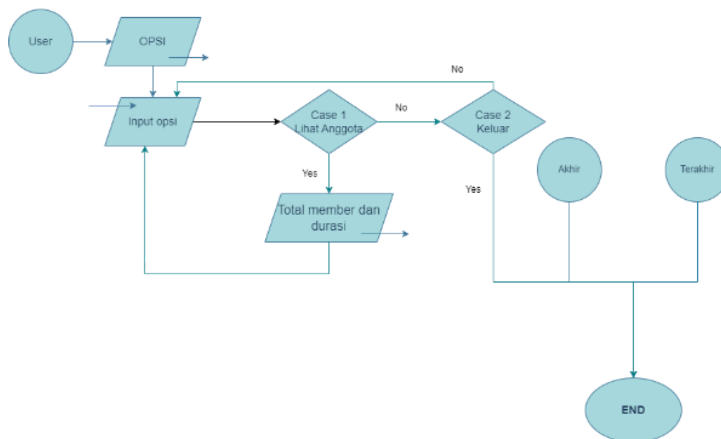 User
OPSI
No
Input opsi
Case 1
Lihat Anggota
No
Case 2
Keluar
Yes
Total member dan
durasi
Yes
Akhir
Terakhir
END